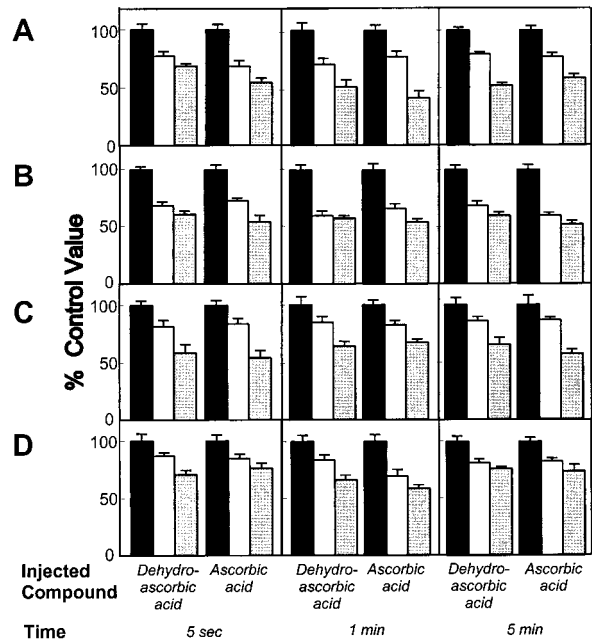 A
100
50
0
B
100
50
0
C
100
50
0
D
100
50
0
% Control Value
Injected Compound
Dehydro-ascorbic acid
Ascorbic acid
Dehydro-ascorbic acid
Ascorbic acid
Dehydro-ascorbic acid
Ascorbic acid
Time
5 sec
1 min
5 min